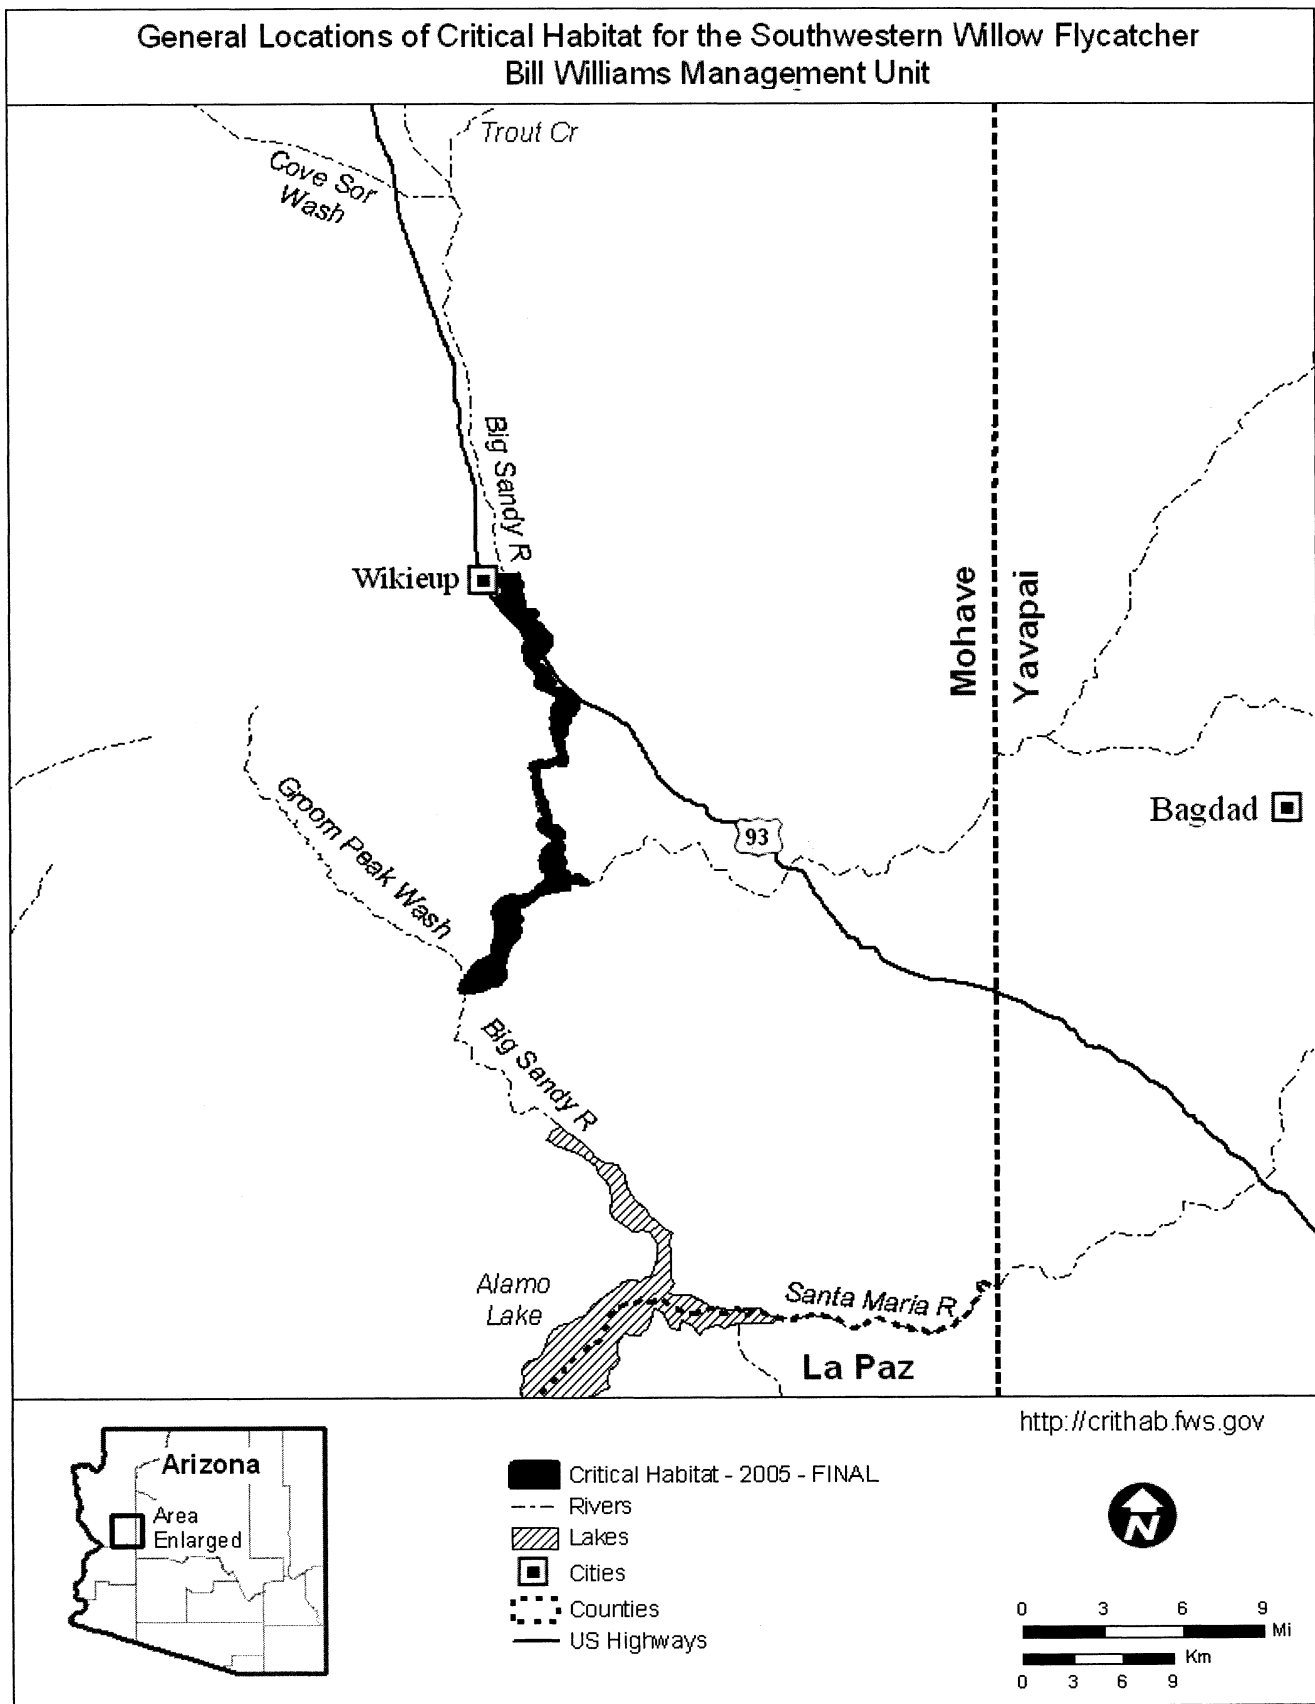 General Locations of Critical Habitat for the Southwestern Willow Flycatcher
Bill Williams Management Unit
Trout Cr
Cove Sof
Wash
Big Sandy R
Wikieup
Mohave
Yavapai
Bagdad
Groom Peak Wash
93
Big Sandy R
Alamo
Lake
Santa Maria R
La Paz
http://crithab.fws.gov
Arizona
Area
Enlarged
Critical Habitat - 2005 - FINAL
Rivers
Lakes
Cities
Counties
US Highways
N
0 3 6 9
Mi
Km
0 3 6 9